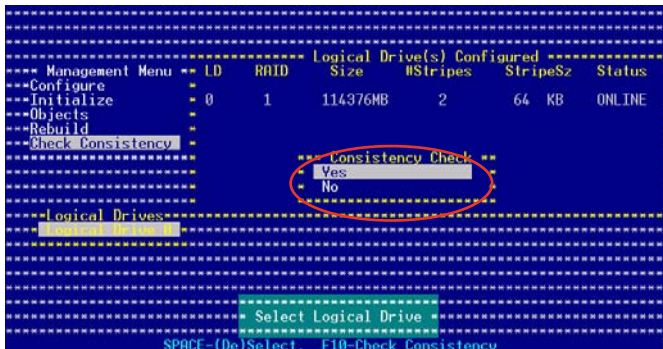 Logical Drive(s) Configured
Management Menu LD RAID Size #Stripes StripeSz Status
Configure
Initialize 0 1 114376MB 2 64 KB ONLINE
Objects
Rebuild
Check Consistency
Consistency Check
Yes
No
Logical Drives
Logical Drive 0
Select Logical Drive
SPACE-(De)Select, F10-Check Consistency